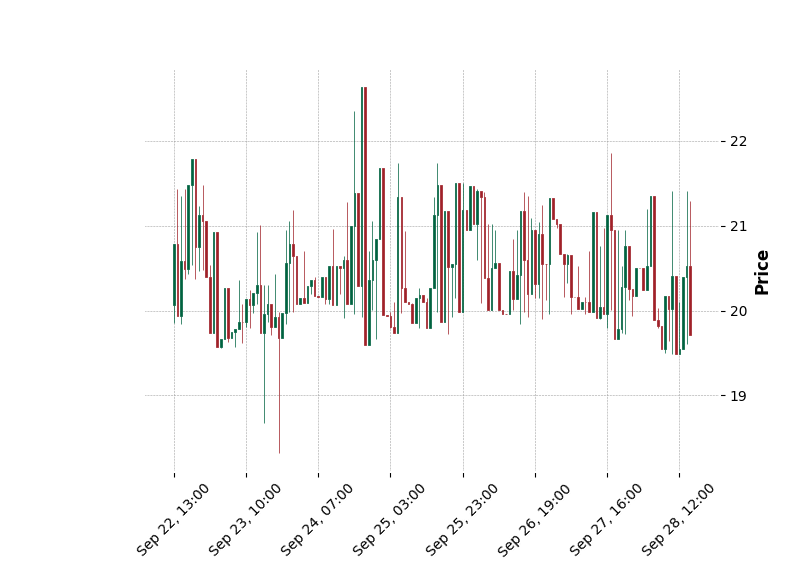 22
21
20
19
Price
Sep 22, 13:00
Sep 23, 10:00
Sep 24, 07:00
Sep 25, 03:00
Sep 25, 23:00
Sep 26, 19:00
Sep 27, 16:00
Sep 28, 12:00